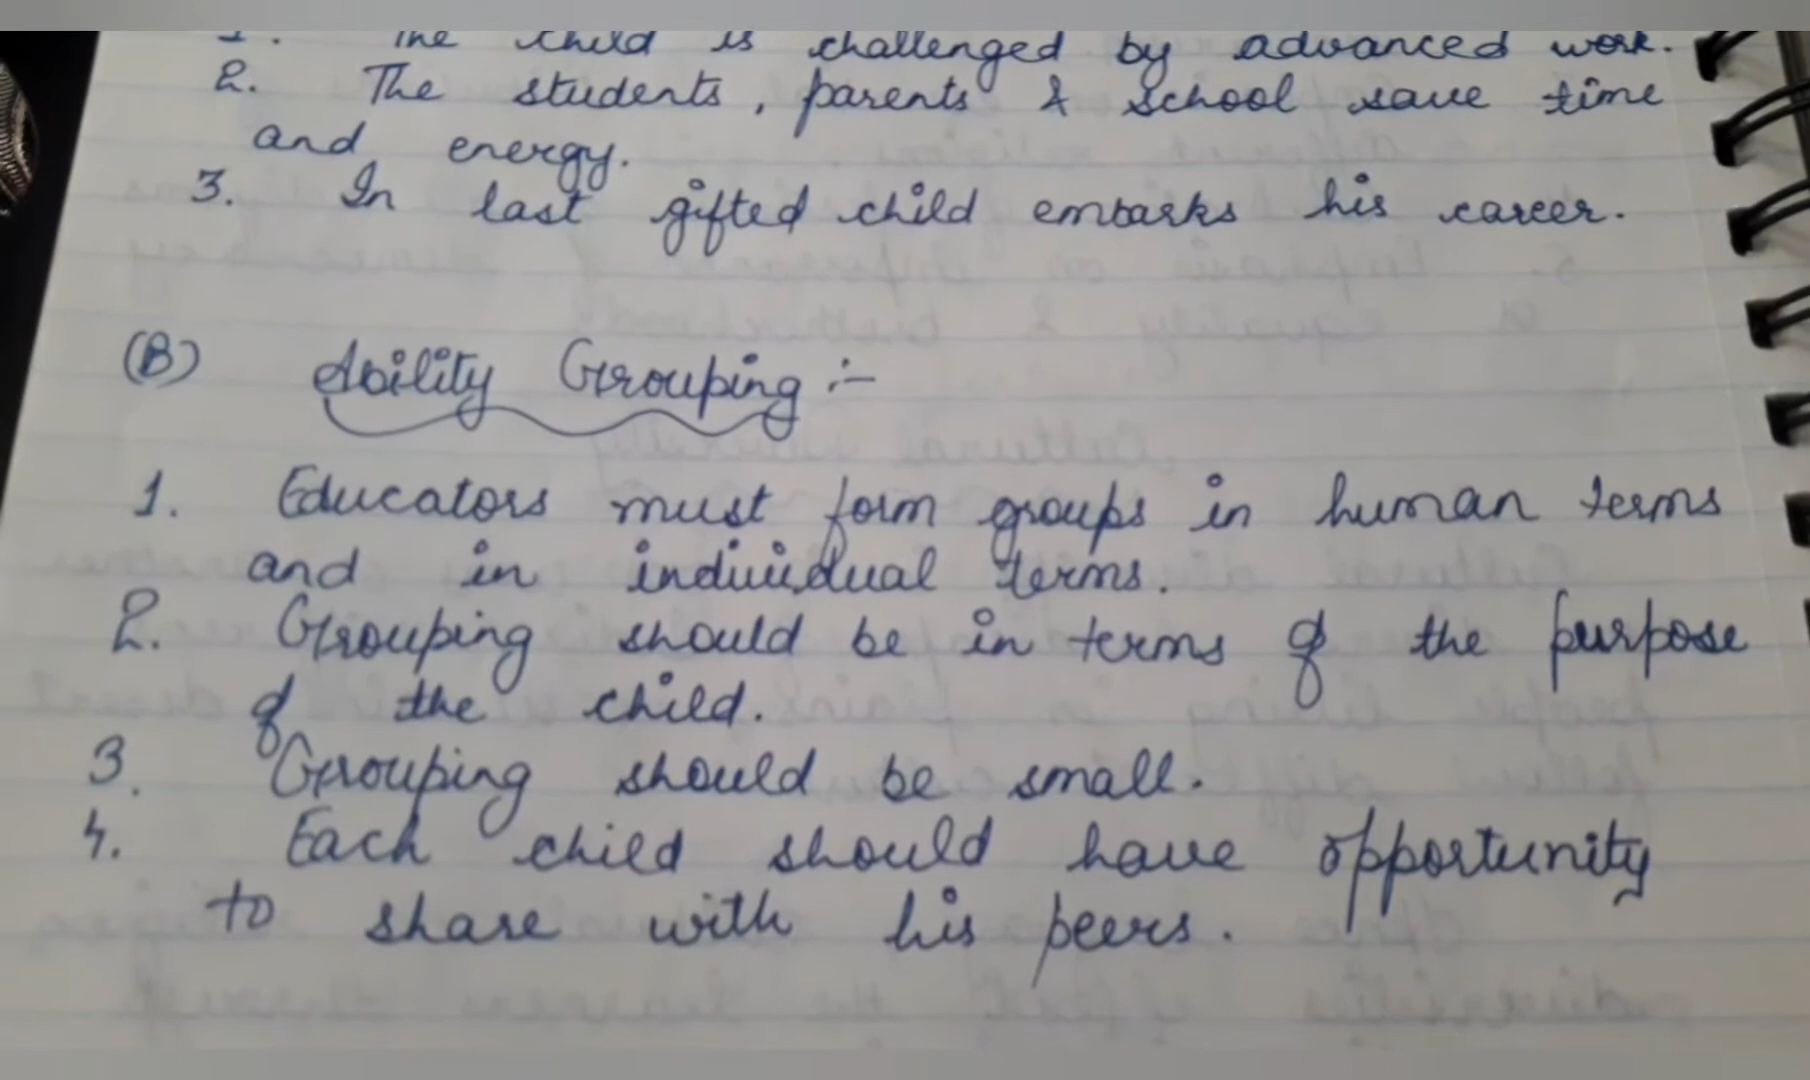 1. The child is challenged by advanced work.
2. The students, parents & school save time
and energy.
3. In last gifted child embarks his career.
(B) Ability Grouping :-
1. Educators must form groups in human terms
and in individual terms.
2. Grouping should be in terms of the purpose
of the child.
3. Grouping should be small.
4. Each child should have opportunity
to share with his peers.